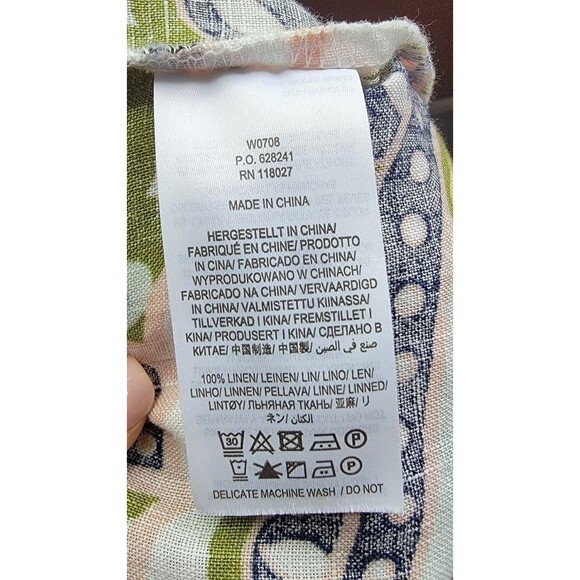 W0708
P.O. 628241
RN 118027
MADE IN CHINA
HERGESTELLT IN CHINA/
FABRIQUÉ EN CHINE/ PRODOTTO
IN CINA/ FABRICADO EN CHINA/
WYPRODUKOWANO W CHINACH/
FABRICADO NA CHINA/ VERVAARDIGD
IN CHINA/ VALMISTETTU KIINASSA/
TILLVERKAD I KINA/ FREMSTILLET I
KINA/ PRODUSERT I KINA/ СДЕЛАНО В
КИТАЕ/ 中国制造/ 中国製/ صنع في الصين
100% LINEN/ LEINEN/ LIN/ LINO/ LEN/
LINHO/ LINNEN/ PELLAVA/ LINNE/ LINNED/
LINTØY/ ЛЬНЯНАЯ ТКАНЬ/ 亚麻/ リ
ネン/ الكتان
30 P
P
DELICATE MACHINE WASH / DO NOT